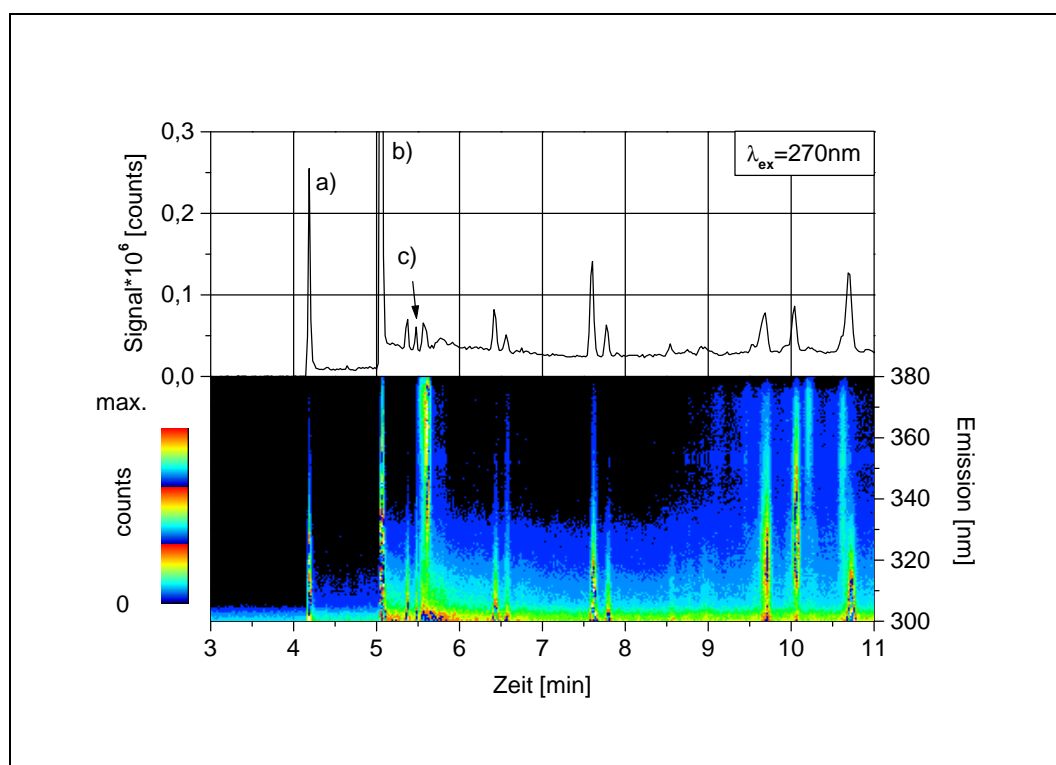 0,3
0,2
0,1
0,0
Signal*10⁶ [counts]
a)
b)
c)
λex=270nm
max.
counts
0
380
360
340
320
300
Emission [nm]
3 4 5 6 7 8 9 10 11
Zeit [min]